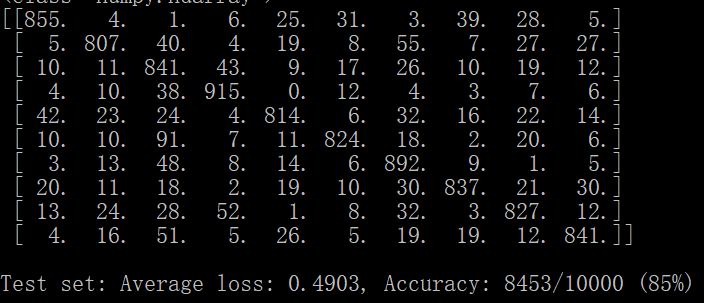 <class 'numpy.ndarray'>
[[855. 4. 1. 6. 25. 31. 3. 39. 28. 5.]
[ 5. 807. 40. 4. 19. 8. 55. 7. 27. 27.]
[ 10. 11. 841. 43. 9. 17. 26. 10. 19. 12.]
[ 4. 10. 38. 915. 0. 12. 4. 3. 7. 6.]
[ 42. 23. 24. 4. 814. 6. 32. 16. 22. 14.]
[ 10. 10. 91. 7. 11. 824. 18. 2. 20. 6.]
[ 3. 13. 48. 8. 14. 6. 892. 9. 1. 5.]
[ 20. 11. 18. 2. 19. 10. 30. 837. 21. 30.]
[ 13. 24. 28. 52. 1. 8. 32. 3. 827. 12.]
[ 4. 16. 51. 5. 26. 5. 19. 19. 12. 841.]]
Test set: Average loss: 0.4903, Accuracy: 8453/10000 (85%)